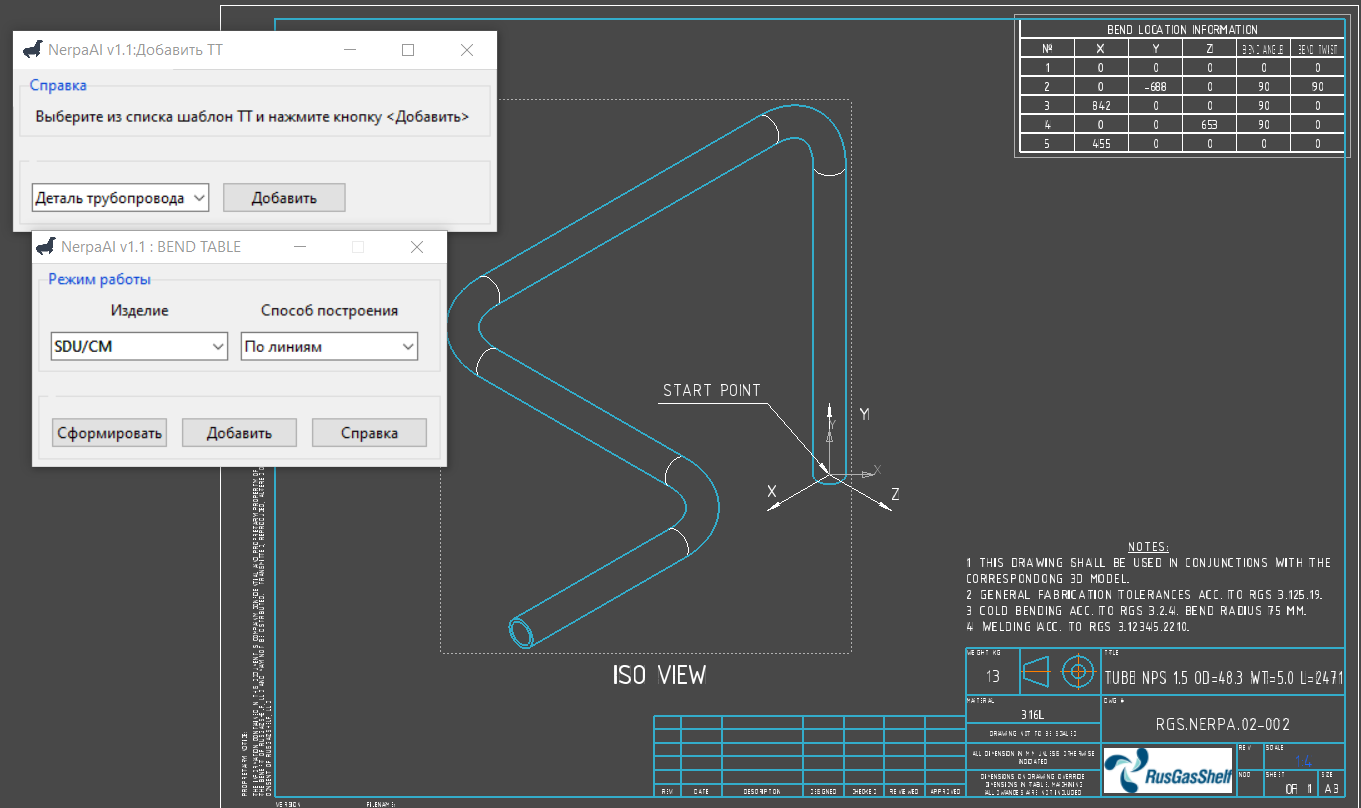 NerpaAI v1.1:Добавить ТТ
Справка
Выберите из списка шаблон ТТ и нажмите кнопку <Добавить>
Деталь трубопровода
Добавить
NerpaAI v1.1 : BEND TABLE
Режим работы
Изделие Способ построения
SDU/CM По линиям
Сформировать Добавить Справка
BEND LOCATION INFORMATION
№ X Y Z BEND ANGLE BEND TWIST
1 0 0 0 0 0
2 0 -688 0 90 90
3 842 0 0 90 0
4 0 0 653 90 0
5 455 0 0 0 0
START POINT
Y
Y
X
X
Z
ISO VIEW
NOTES:
1 THIS DRAWING SHALL BE USED IN CONJUNCTIONS WITH THE
CORRESPONDONG 3D MODEL.
2 GENERAL FABRICATION TOLERANCES ACC. TO RGS 3.125.19.
3 COLD BENDING ACC. TO RGS 3.2.41. BEND RADIUS 75 MM.
4 WELDING ACC. TO RGS 3.12345.2210.
WEIGHT KG
13
TITLE
TUBB NPS 1.5 OD=48.3 WT=5.0 L=2471
MATERIAL
316L
DWG #
RGS.NERPA.02-002
DRAWING NOT TO BE SCALED
ALL DIMENSION IN MM UNLESS OTHERWISE
INDICATED
DIMENSIONS ON DRAWING OVERRIDE
DIMENSIONS IN TABLE. MACHINING
ALLOWANCES ARE NOT INCLUDED
RusGasShelf
REV
SCALE
1:4
SHEET
OR 1
SIZE
A3
REV DATE DESCRIPTION DESIGNED CHECKED REVIEWED APPROVED
PROPRIETARY NOTICE:
VERSION
FILENAME: